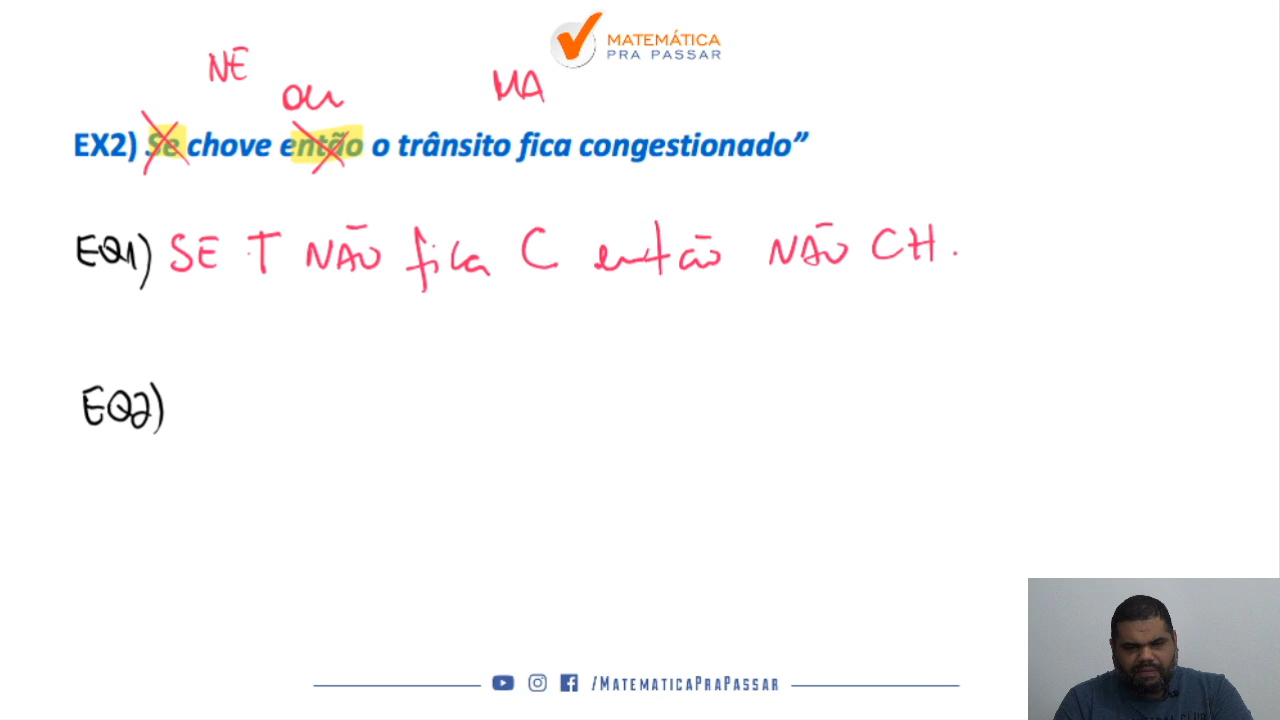 MATEMÁTICA
PRA PASSAR
NE
ou
MA
EX2) Se chove então o trânsito fica congestionado”
EQ1) SE T NÃO fica C então NÃO CH.
EQ2)
/MATEMATICAPRAPASSAR